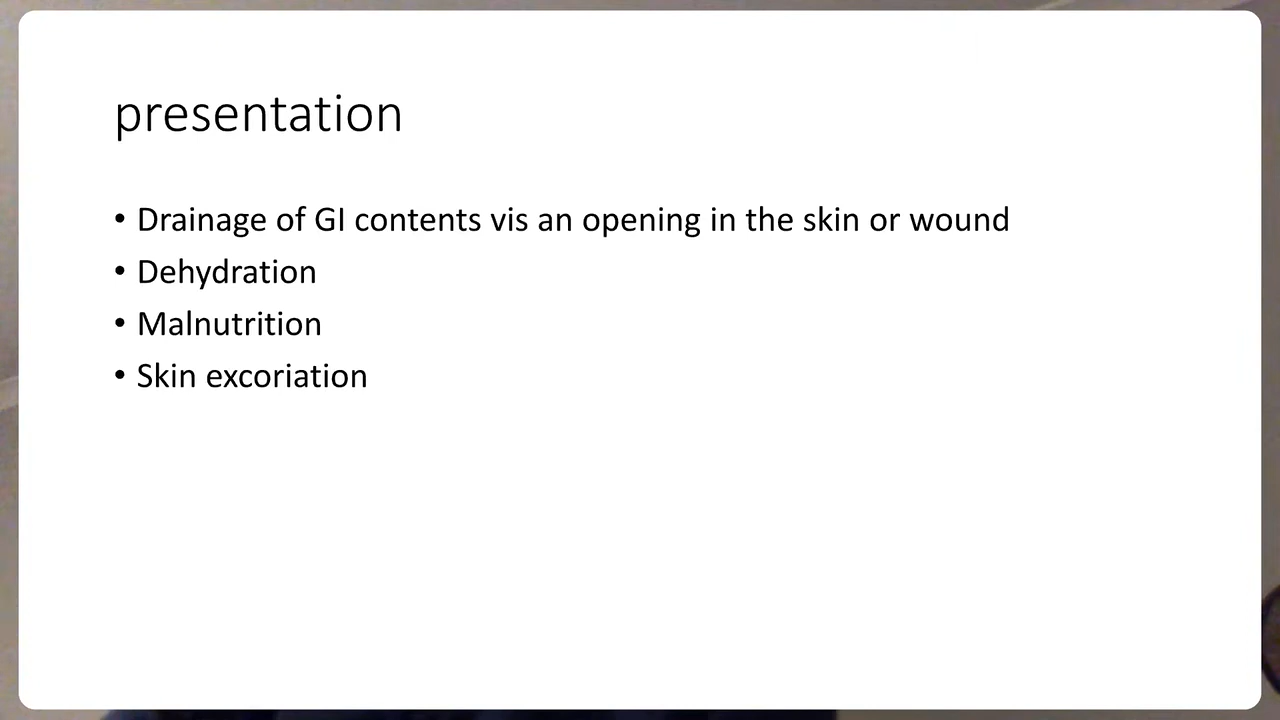 presentation
• Drainage of GI contents vis an opening in the skin or wound
• Dehydration
• Malnutrition
• Skin excoriation